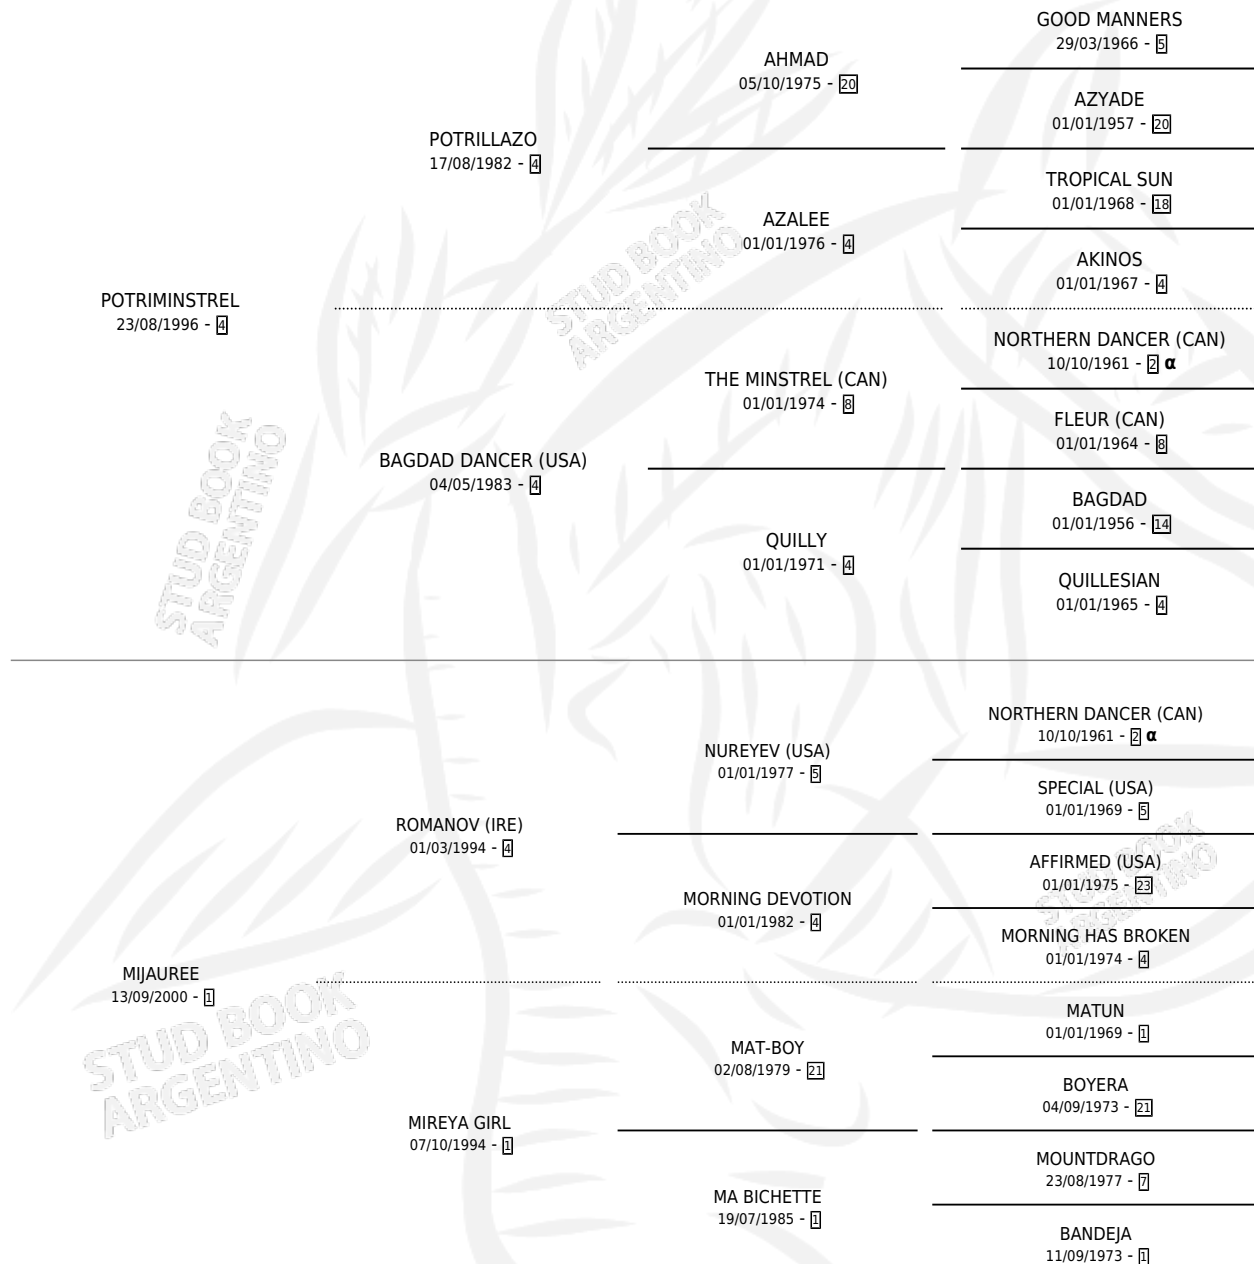 GOOD MANNERS
29/03/1966 - 5
AHMAD
05/10/1975 - 20
AZYADE
01/01/1957 - 20
POTRILLAZO
17/08/1982 - 4
TROPICAL SUN
01/01/1968 - 18
AZALEE
01/01/1976 - 4
AKINOS
01/01/1967 - 4
POTRIMINSTREL
23/08/1996 - 4
NORTHERN DANCER (CAN)
10/10/1961 - 2 α
THE MINSTREL (CAN)
01/01/1974 - 8
FLEUR (CAN)
01/01/1964 - 8
BAGDAD DANCER (USA)
04/05/1983 - 4
BAGDAD
01/01/1956 - 14
QUILLY
01/01/1971 - 4
QUILLESIAN
01/01/1965 - 4
NORTHERN DANCER (CAN)
10/10/1961 - 2 α
NUREYEV (USA)
01/01/1977 - 5
SPECIAL (USA)
01/01/1969 - 5
ROMANOV (IRE)
01/03/1994 - 4
AFFIRMED (USA)
01/01/1975 - 23
MORNING DEVOTION
01/01/1982 - 4
MORNING HAS BROKEN
01/01/1974 - 4
MIJAUREE
13/09/2000 - 1
MATUN
01/01/1969 - 1
MAT-BOY
02/08/1979 - 21
BOYERA
04/09/1973 - 21
MIREYA GIRL
07/10/1994 - 1
MOUNTDRAGO
23/08/1977 - 7
MA BICHETTE
19/07/1985 - 1
BANDEJA
11/09/1973 - 1
STUD BOOK
ARGENTINO
STUD BOOK
ARGENTINO
STUD BOOK
ARGENTINO
STUD BOOK
ARGENTINO